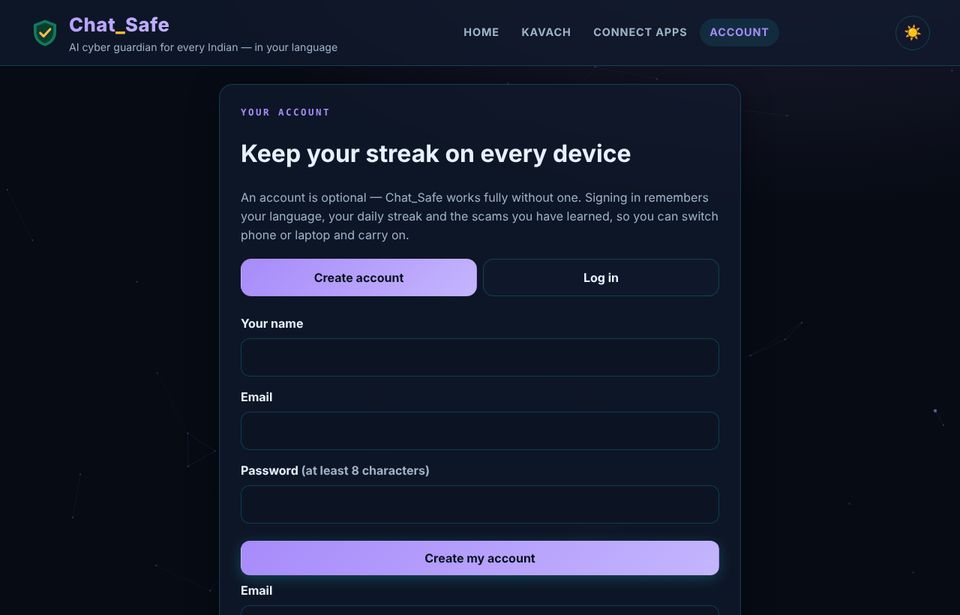 Chat_Safe
AI cyber guardian for every Indian — in your language
HOME
KAVACH
CONNECT APPS
ACCOUNT
YOUR ACCOUNT
Keep your streak on every device
An account is optional — Chat_Safe works fully without one. Signing in remembers
your language, your daily streak and the scams you have learned, so you can switch
phone or laptop and carry on.
Create account
Log in
Your name
Email
Password (at least 8 characters)
Create my account
Email